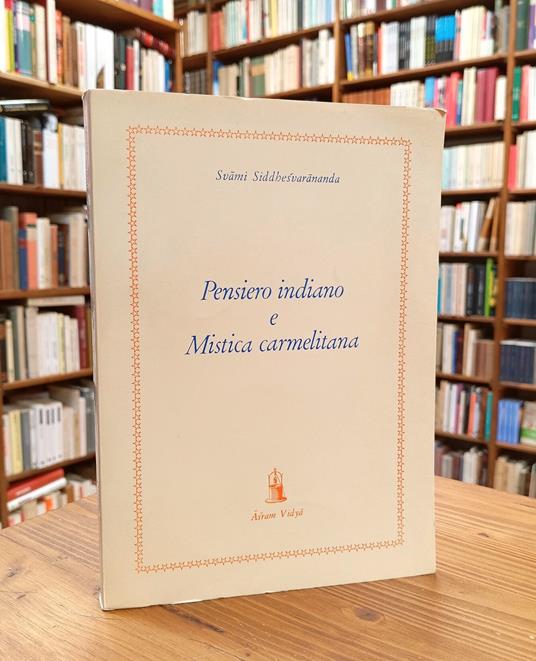 Svāmi Siddheśvarānanda
Pensiero indiano
e
Mistica carmelitana
Āśram Vidyā